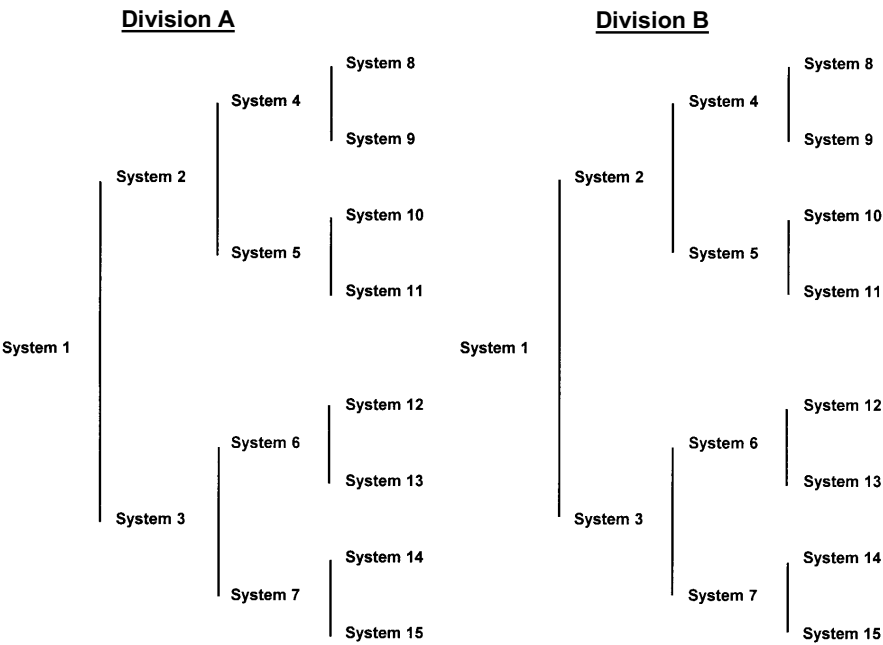 Division A
System 8
System 4
System 9
System 2
System 10
System 5
System 11
System 1
System 12
System 6
System 13
System 3
System 14
System 7
System 15
Division B
System 8
System 4
System 9
System 2
System 10
System 5
System 11
System 1
System 12
System 6
System 13
System 3
System 14
System 7
System 15